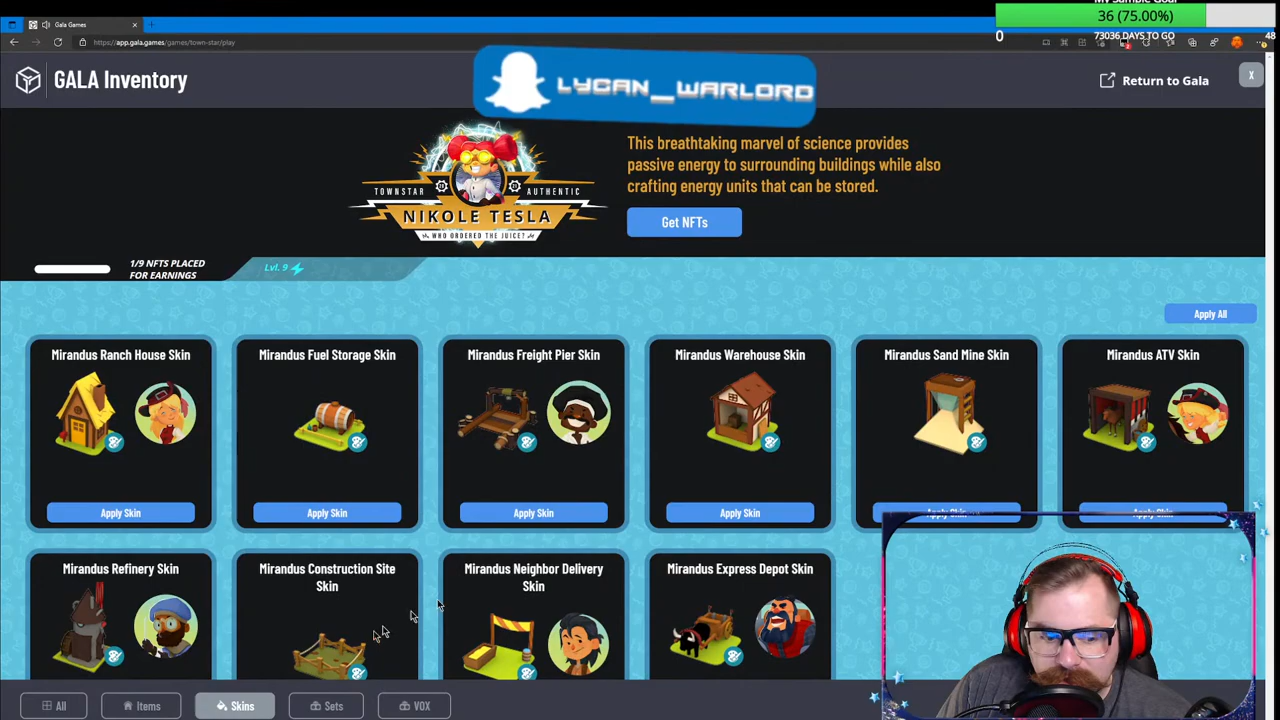 Gala Games
My Sample Goal
36 (75.00%)
0
73036 DAYS TO GO
48
https://app.gala.games/games/town-star/play
GALA Inventory
LYCAN_WARLORD
Return to Gala
X
TOWNSTAR
AUTHENTIC
NIKOLE TESLA
WHO ORDERED THE JUICE?
This breathtaking marvel of science provides
passive energy to surrounding buildings while also
crafting energy units that can be stored.
Get NFTs
1/9 NFTS PLACED
FOR EARNINGS
Lvl. 9
Apply All
Mirandus Ranch House Skin
Mirandus Fuel Storage Skin
Mirandus Freight Pier Skin
Mirandus Warehouse Skin
Mirandus Sand Mine Skin
Mirandus ATV Skin
Apply Skin
Apply Skin
Apply Skin
Apply Skin
Apply Skin
Apply Skin
Mirandus Refinery Skin
Mirandus Construction Site
Skin
Mirandus Neighbor Delivery
Skin
Mirandus Express Depot Skin
All
Items
Skins
Sets
VOX